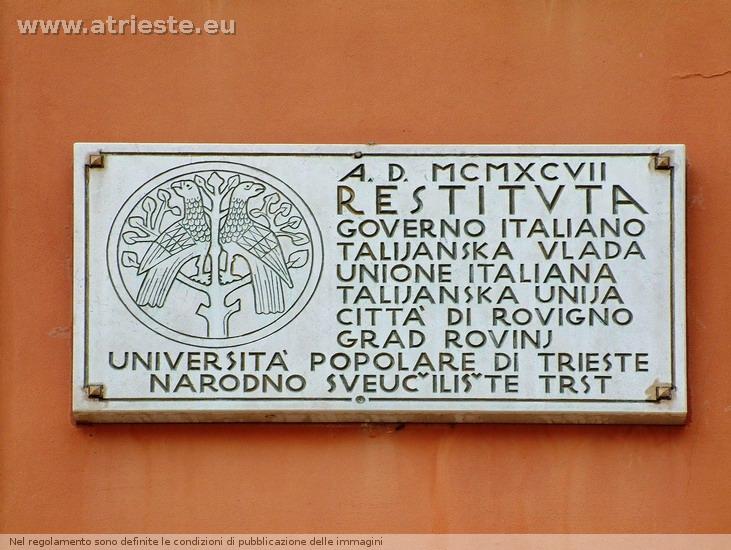 www.atrieste.eu
A. D. MCMXCVII
RESTITVTA
GOVERNO ITALIANO
TALIJANSKA VLADA
UNIONE ITALIANA
TALIJANSKA UNIJA
CITTÀ DI ROVIGNO
GRAD ROVINJ
UNIVERSITÀ POPOLARE DI TRIESTE
NARODNO SVEUCˇILISˇTE TRST
Nel regolamento sono definite le condizioni di pubblicazione delle immagini